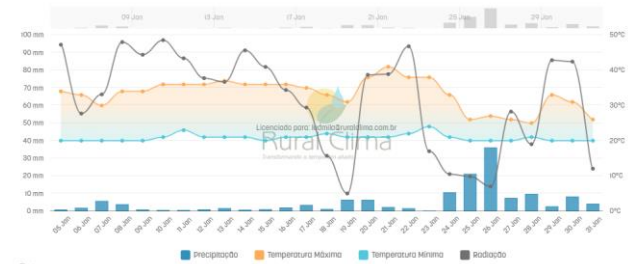 09 Jan 13 Jan 17 Jan 21 Jan 25 Jan 29 Jan
100 mm 50°C
90 mm
80 mm 40°C
70 mm
60 mm 30°C
50 mm
40 mm 20°C
30 mm
20 mm 10°C
10 mm
0 mm 0°C
Licenciado para: ludmila@ruralclima.com.br
Rural Clima
05 Jan 06 Jan 07 Jan 08 Jan 09 Jan 10 Jan 11 Jan 12 Jan 13 Jan 14 Jan 15 Jan 16 Jan 17 Jan 18 Jan 19 Jan 20 Jan 21 Jan 22 Jan 23 Jan 24 Jan 25 Jan 26 Jan 27 Jan 28 Jan 29 Jan 30 Jan 31 Jan
Precipitação Temperatura Máxima Temperatura Mínima Radiação